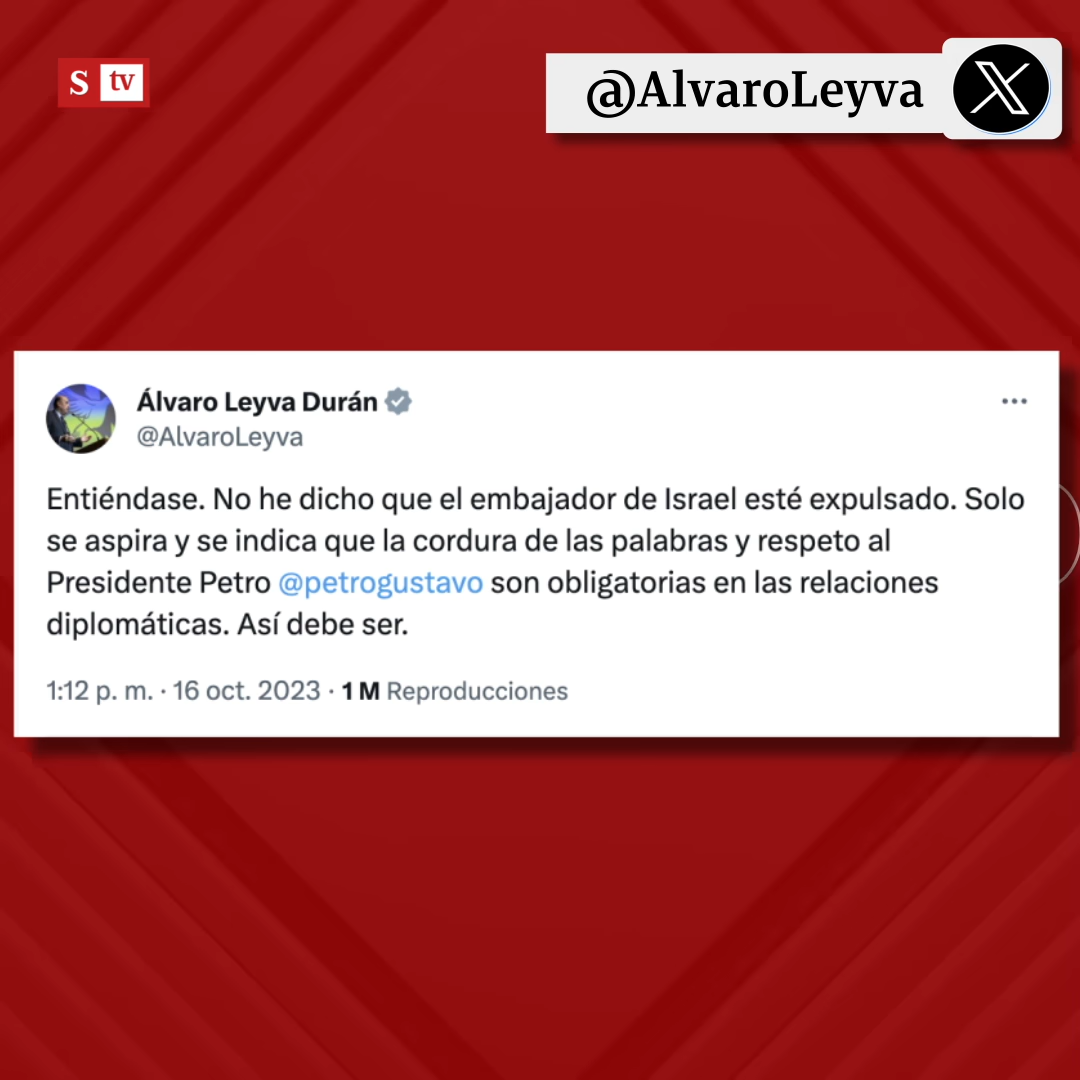 S tv
@AlvaroLeyva
Álvaro Leyva Durán
@AlvaroLeyva
Entiéndase. No he dicho que el embajador de Israel esté expulsado. Solo
se aspira y se indica que la cordura de las palabras y respeto al
Presidente Petro @petrogustavo son obligatorias en las relaciones
diplomáticas. Así debe ser.
1:12 p. m. · 16 oct. 2023 · 1 M Reproducciones